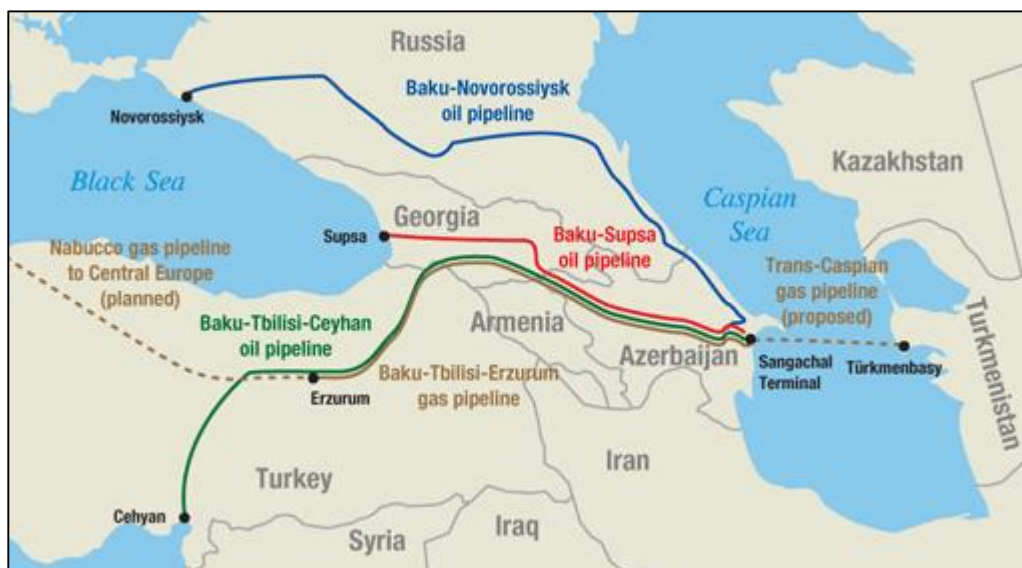 Russia
Baku-Novorossiysk
oil pipeline
Novorossiysk
Kazakhstan
Black Sea
Caspian
Sea
Georgia
Supsa
Baku-Supsa
oil pipeline
Nabucco gas pipeline
to Central Europe
(planned)
Trans-Caspian
gas pipeline
(proposed)
Turkmenistan
Armenia
Baku-Tbilisi-Ceyhan
oil pipeline
Azerbaijan
Sangachal
Terminal
Türkmenbasy
Baku-Tbilisi-Erzurum
gas pipeline
Erzurum
Iran
Turkey
Cehyan
Iraq
Syria